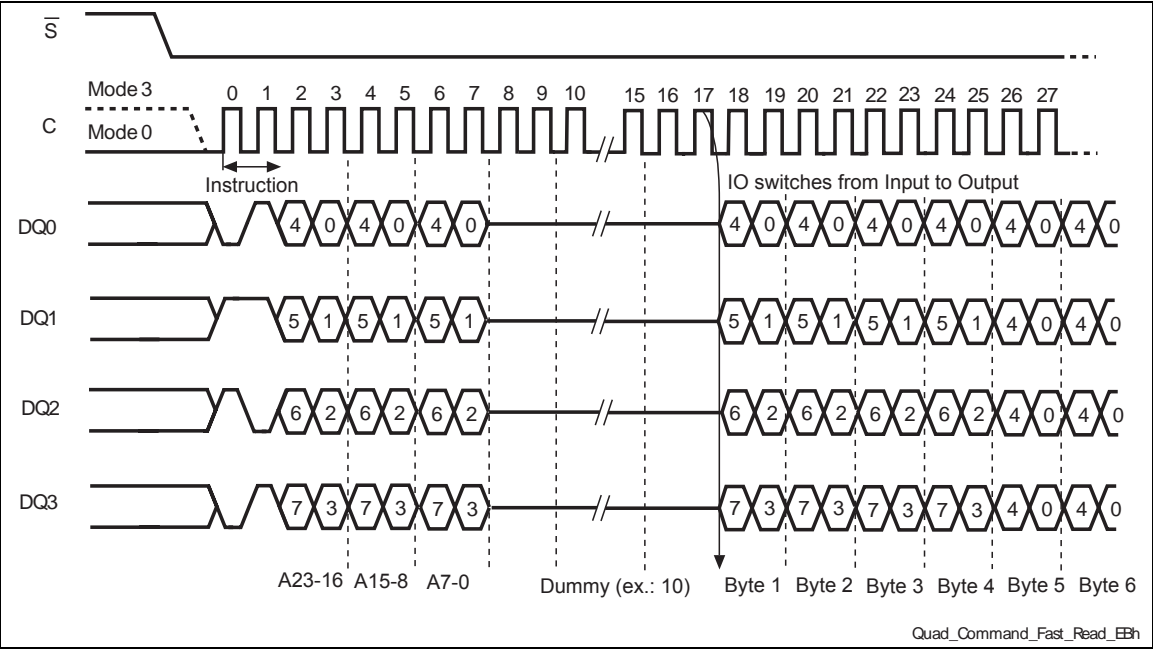 S
Mode 3
0 1 2 3 4 5 6 7 8 9 10 15 16 17 18 19 20 21 22 23 24 25 26 27
C
Mode 0
Instruction
IO switches from Input to Output
DQ0 4 0 4 0 4 0 4 0 4 0 4 0 4 0 4 0 4 0
DQ1 5 1 5 1 5 1 5 1 5 1 5 1 5 1 4 0 4 0
DQ2 6 2 6 2 6 2 6 2 6 2 6 2 6 2 4 0 4 0
DQ3 7 3 7 3 7 3 7 3 7 3 7 3 7 3 4 0 4 0
A23-16 A15-8 A7-0 Dummy (ex.: 10) Byte 1 Byte 2 Byte 3 Byte 4 Byte 5 Byte 6
Quad_Command_Fast_Read_EBh